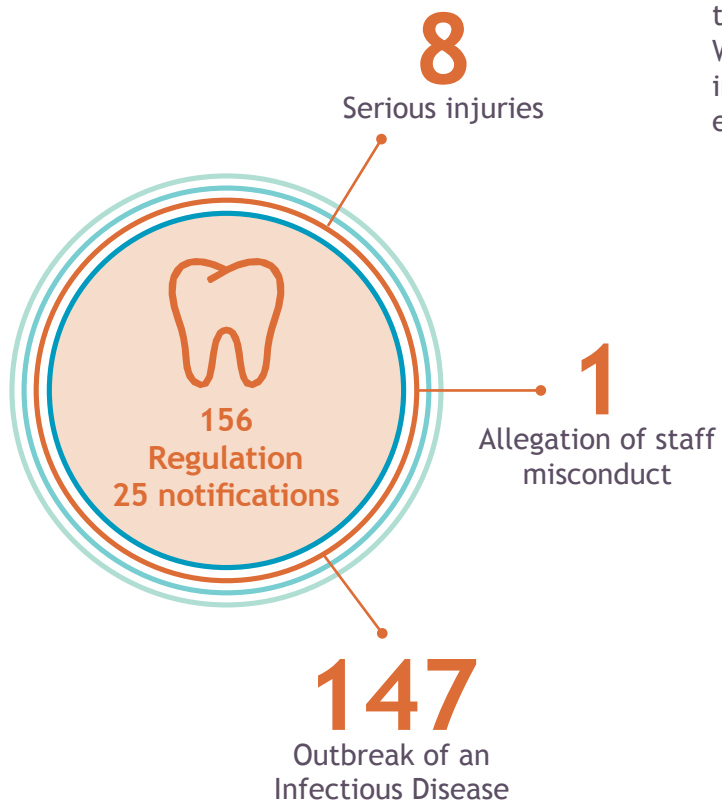 8
Serious injuries
156
Regulation
25 notifications
1
Allegation of staff
misconduct
147
Outbreak of an
Infectious Disease